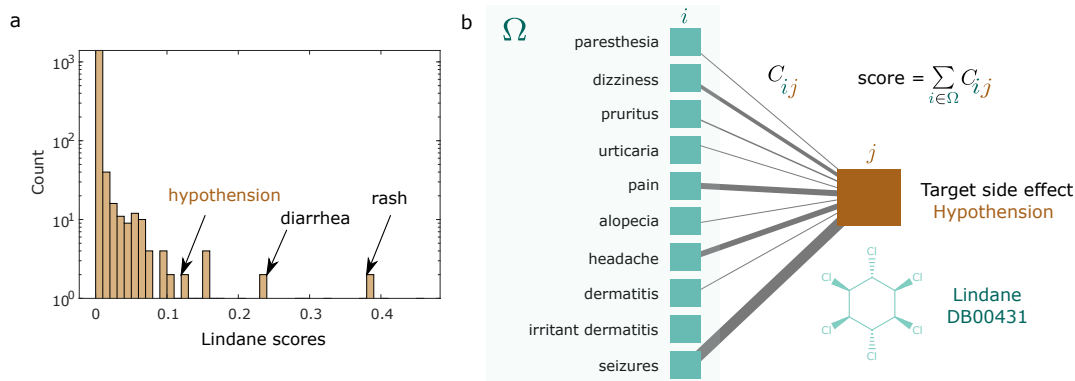 a
10³
10²
10¹
10⁰
Count
hypothension
diarrhea
rash
0
0.1
0.2
0.3
0.4
Lindane scores
b
Ω
i
paresthesia
dizziness
pruritus
urticaria
pain
alopecia
headache
dermatitis
irritant dermatitis
seizures
C_{ij}
score = ∑_{i∈Ω} C_{ij}
j
Target side effect
Hypothension
Cl
Cl
Cl
Cl
Cl
Cl
Lindane
DB00431